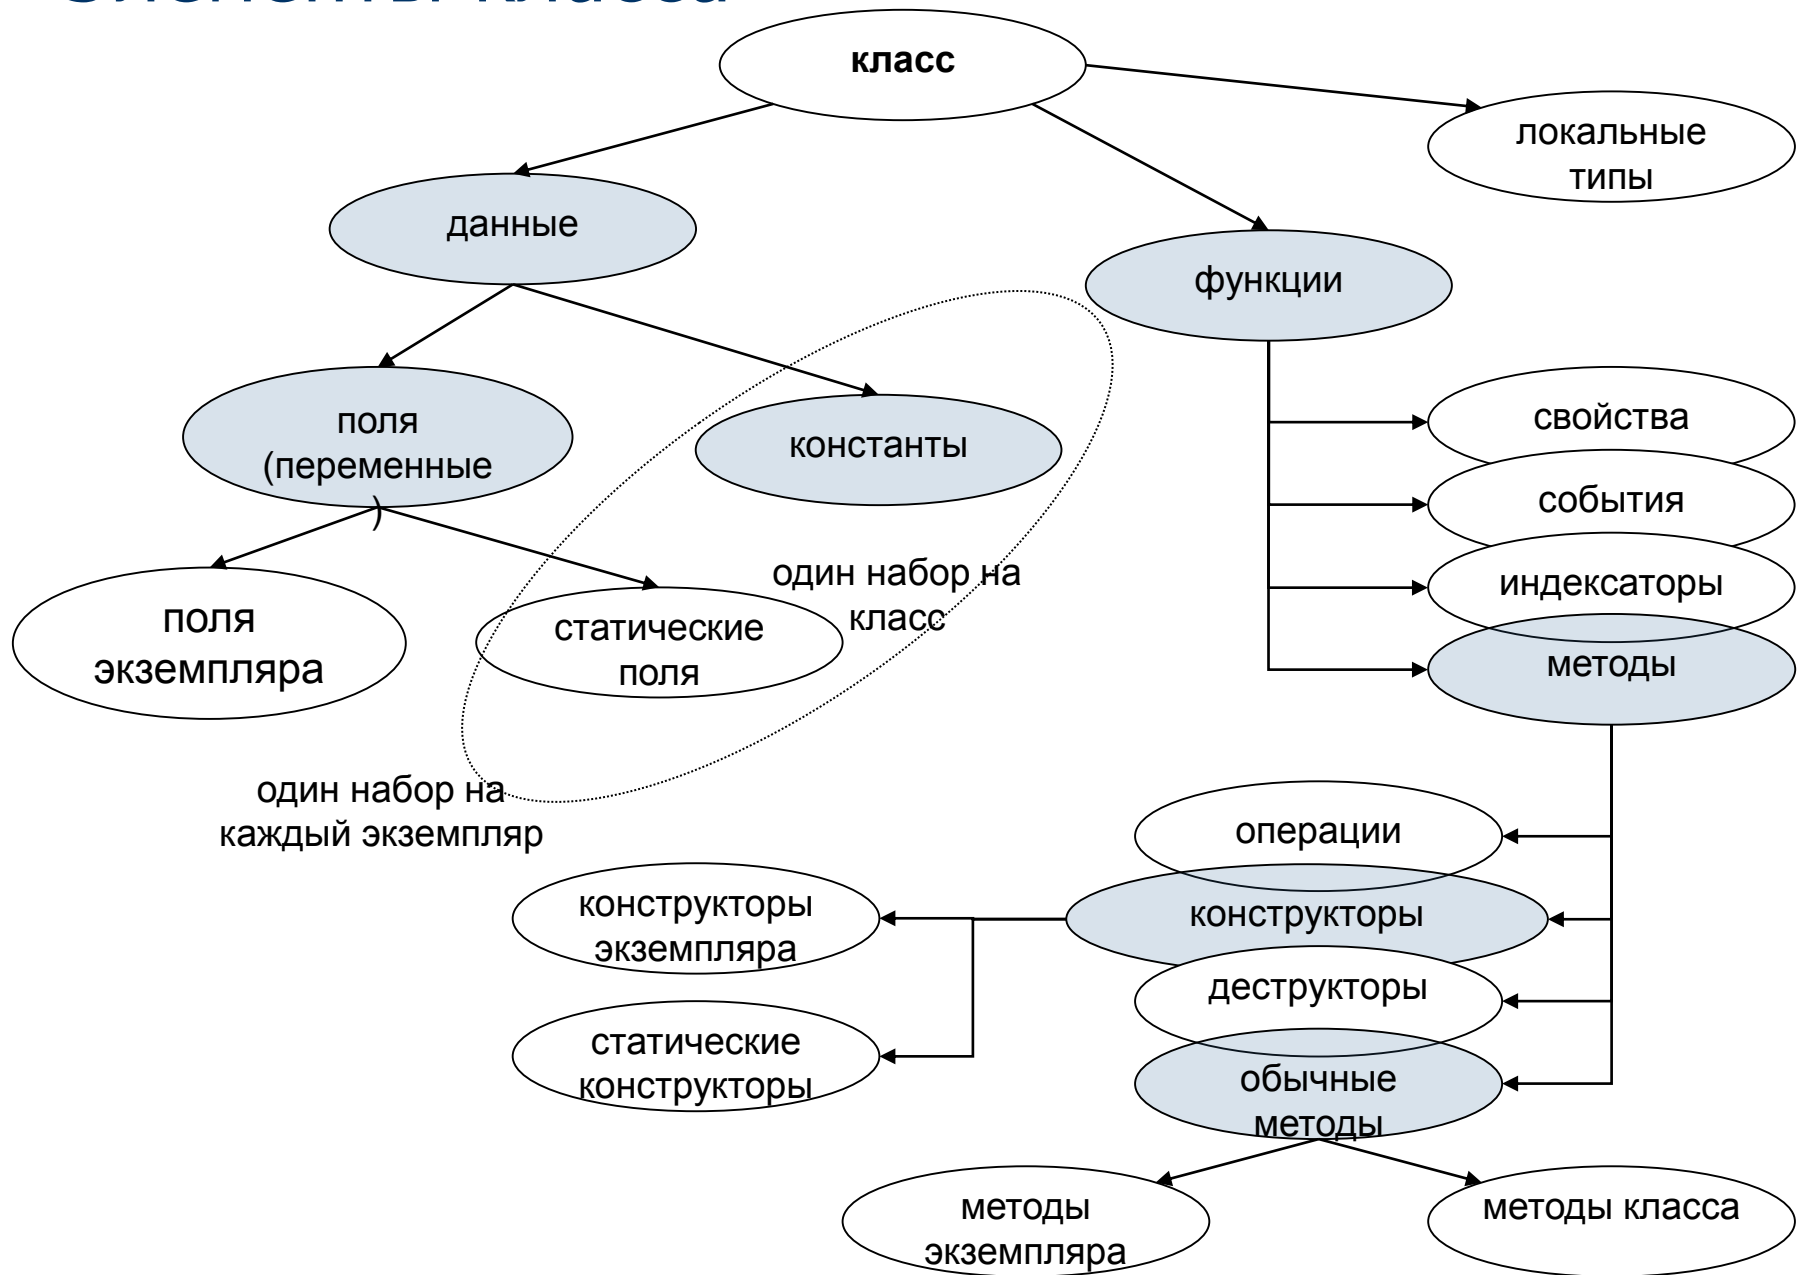 Элементы класса
класс
локальные
типы
данные
функции
поля
(переменные
)
константы
свойства
события
индексаторы
методы
один набор на
класс
поля
экземпляра
статические
поля
один набор на
каждый экземпляр
операции
конструкторы
деструкторы
обычные
методы
конструкторы
экземпляра
статические
конструкторы
методы
экземпляра
методы класса